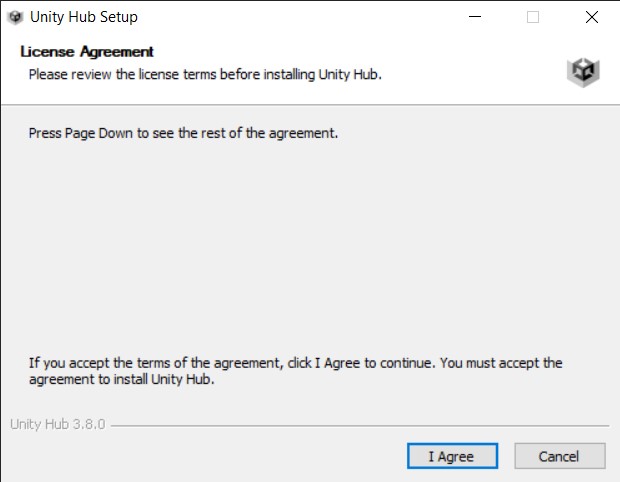 Unity Hub Setup
License Agreement
Please review the license terms before installing Unity Hub.
Press Page Down to see the rest of the agreement.
If you accept the terms of the agreement, click I Agree to continue. You must accept the
agreement to install Unity Hub.
Unity Hub 3.8.0
I Agree
Cancel